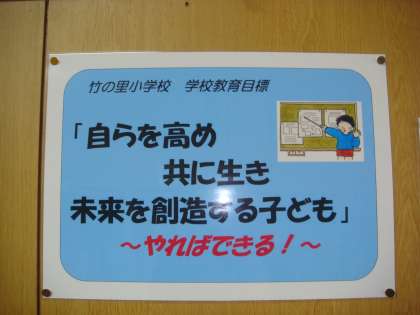 竹の里小学校　学校教育目標
「自らを高め
共に生き
未来を創造する子ども」
～やればできる！～